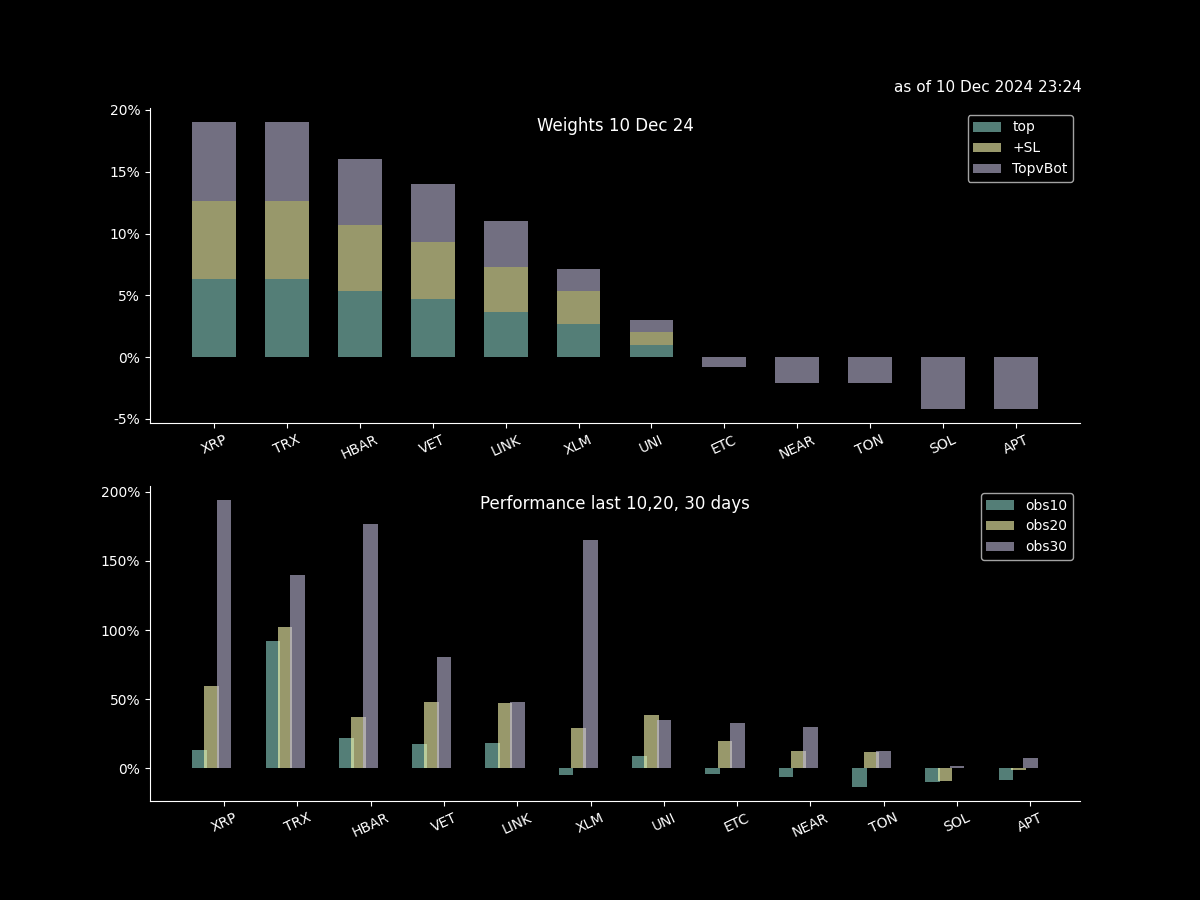 as of 10 Dec 2024 23:24
Weights 10 Dec 24
top
+SL
TopvBot
20%
15%
10%
5%
0%
-5%
XRP TRX HBAR VET LINK XLM UNI ETC NEAR TON SOL APT
Performance last 10,20, 30 days
obs10
obs20
obs30
200%
150%
100%
50%
0%
XRP TRX HBAR VET LINK XLM UNI ETC NEAR TON SOL APT